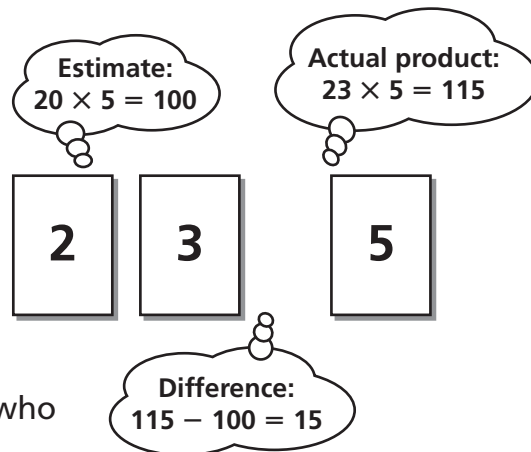 Estimate:
20 × 5 = 100
Actual product:
23 × 5 = 115
2 3 5
who
Difference:
115 − 100 = 15